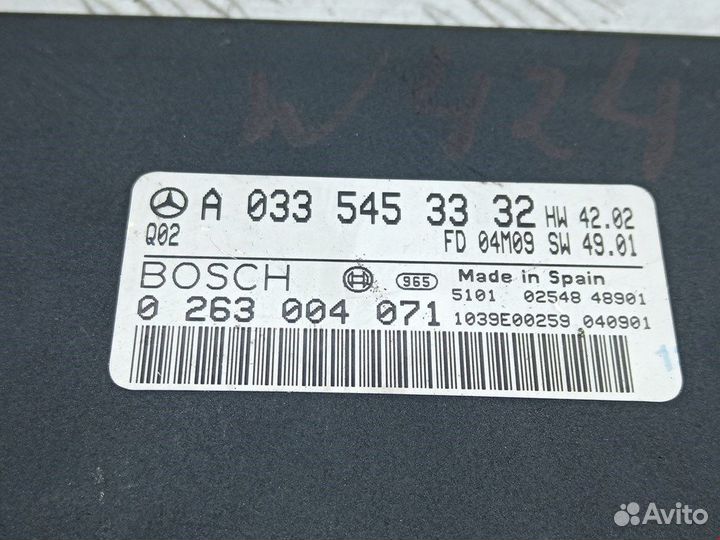 A 033 545 33 32 HW 42.02
Q02 FD 04M09 SW 49.01
BOSCH 965 Made in Spain
5101 02548 48901
0 263 004 071 1039E00259 040901
Avito